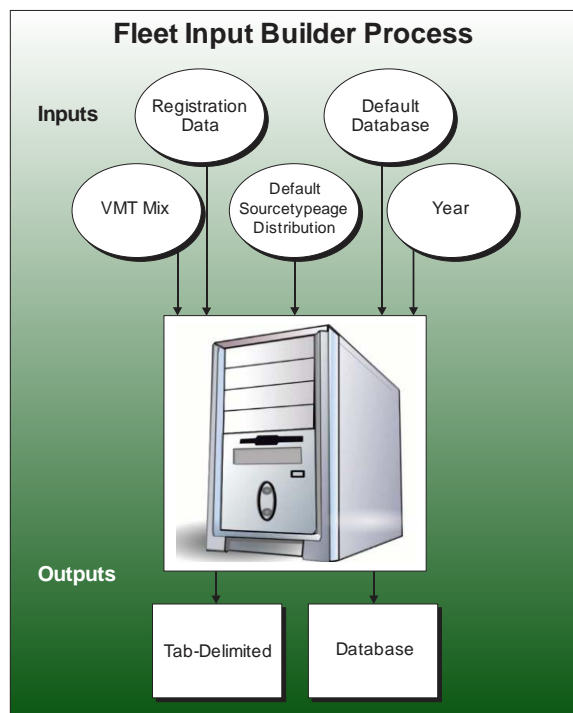 Fleet Input Builder Process
Inputs
Registration
Data
Default
Database
VMT Mix
Default
Sourcetypeage
Distribution
Year
Outputs
Tab-Delimited
Database